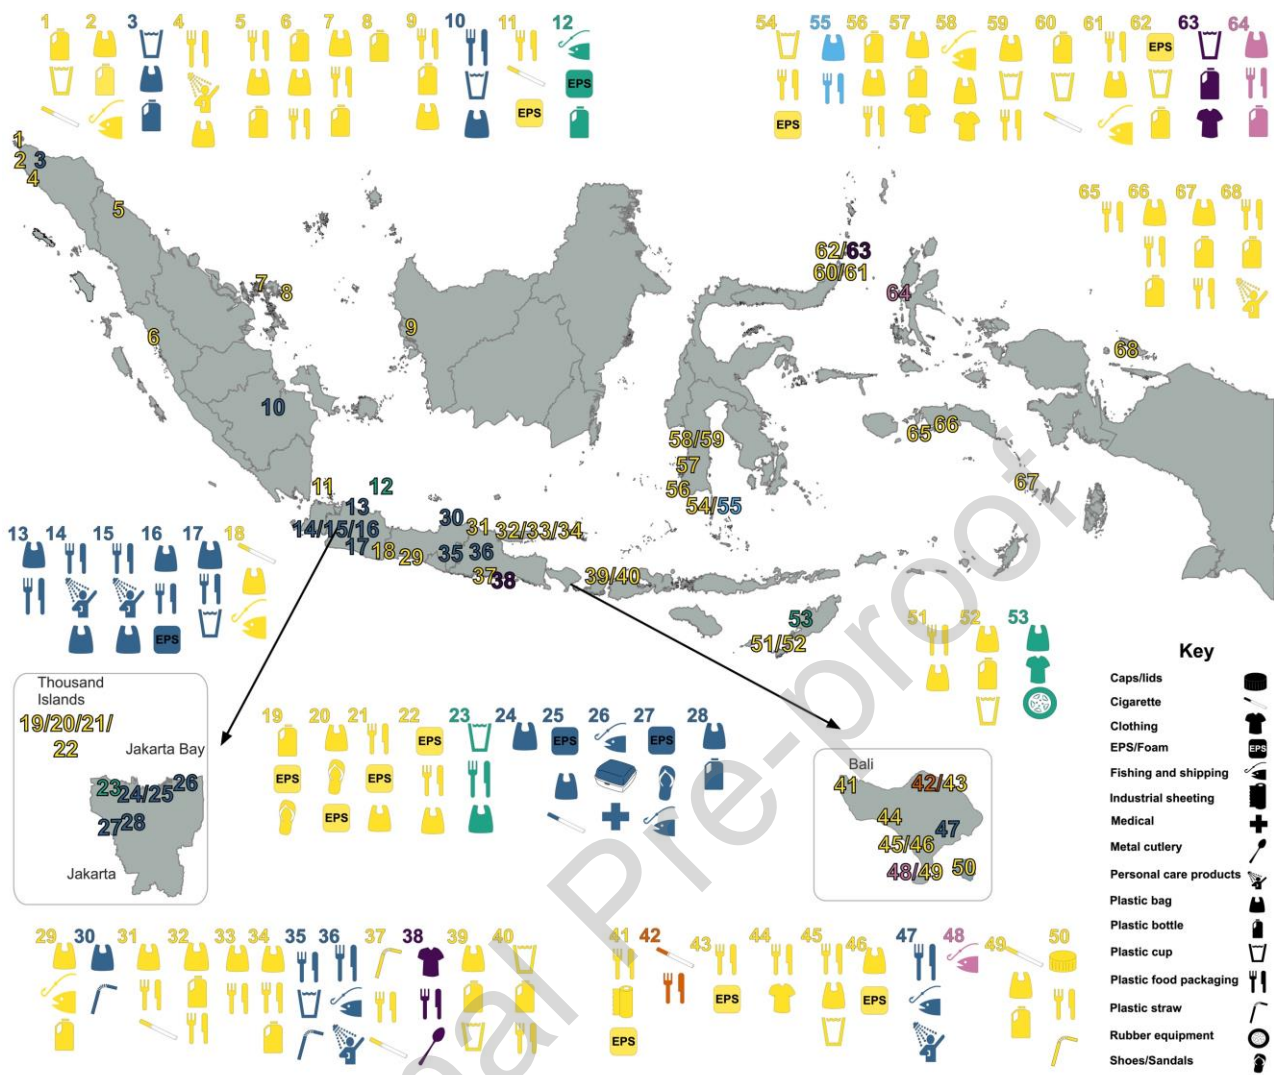 1 2 3 4 5 6 7 8 9 10 11 12
54 55 56 57 58 59 60 61 62 63 64
EPS
EPS
EPS
EPS
1
2 3
4
5
65 66 67 68
62/63
60/61
7
8
64
6
9
68
10
58/59
65 66
57
11 12
56
67
13
54/55
30
14/15/16
31
32/33/34
17 18 29
35 36
13 14 15 16 17 18
37 38
39/40
53
51 52 53
51/52
EPS
Key
Thousand
Islands
19/20/21/
22
Jakarta Bay
23 26
24/25
27 28
Jakarta
19 20 21 22 23 24 25 26 27 28
EPS EPS EPS
EPS EPS
EPS
Bali
41 42/43
44
47
45/46
48/49 50
Caps/lids
Cigarette
Clothing
EPS/Foam EPS
Fishing and shipping
Industrial sheeting
Medical
Metal cutlery
Personal care products
Plastic bag
Plastic bottle
Plastic cup
Plastic food packaging
Plastic straw
Rubber equipment
Shoes/Sandals
29 30 31 32 33 34 35 36 37 38 39 40
41 42 43 44 45 46 47 48 49 50
EPS EPS
EPS
Pre-proof